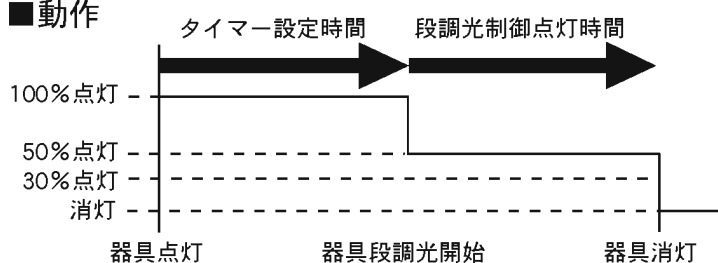 ■動作
タイマー設定時間 段調光制御点灯時間
100%点灯
50%点灯
30%点灯
消灯
器具点灯 器具段調光開始 器具消灯